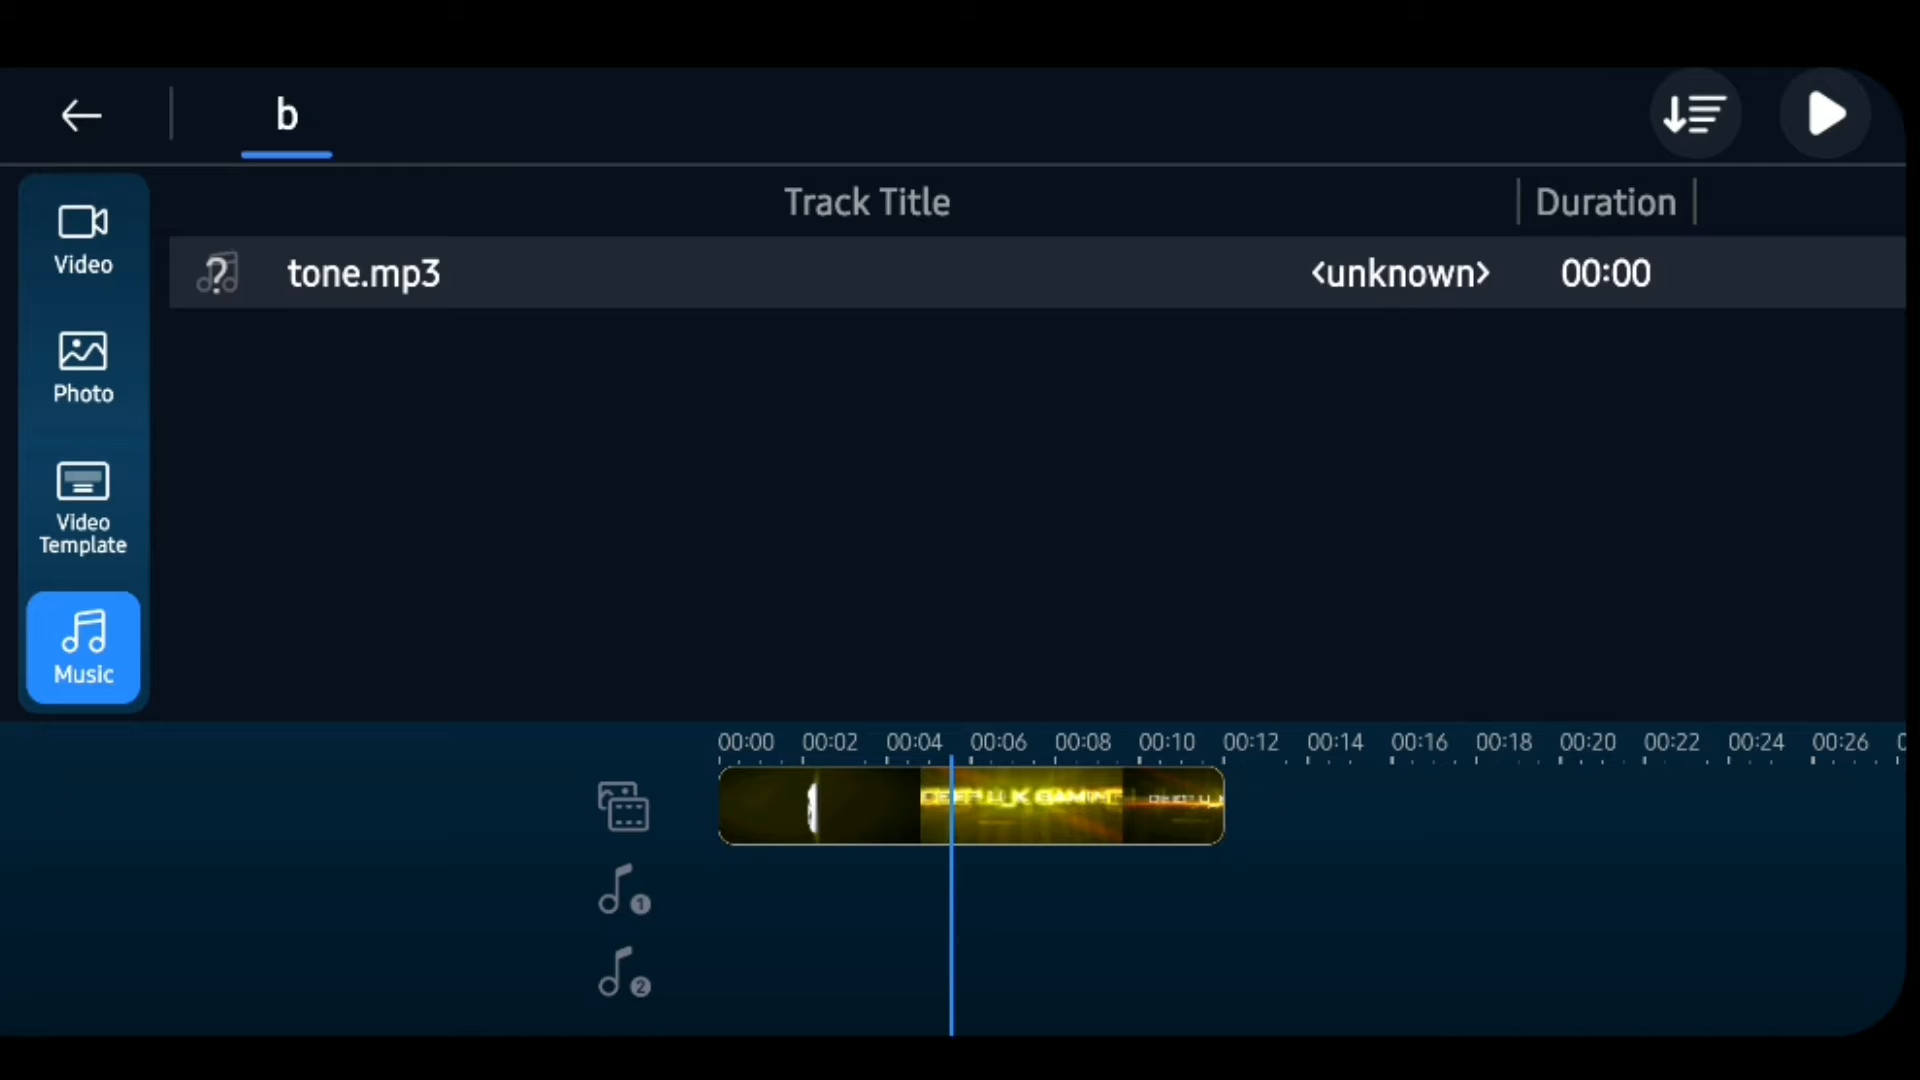 b
Track Title Duration
? tone.mp3 <unknown> 00:00
Video
Photo
Video
Template
Music
00:00 00:02 00:04 00:06 00:08 00:10 00:12 00:14 00:16 00:18 00:20 00:22 00:24 00:26
1
2